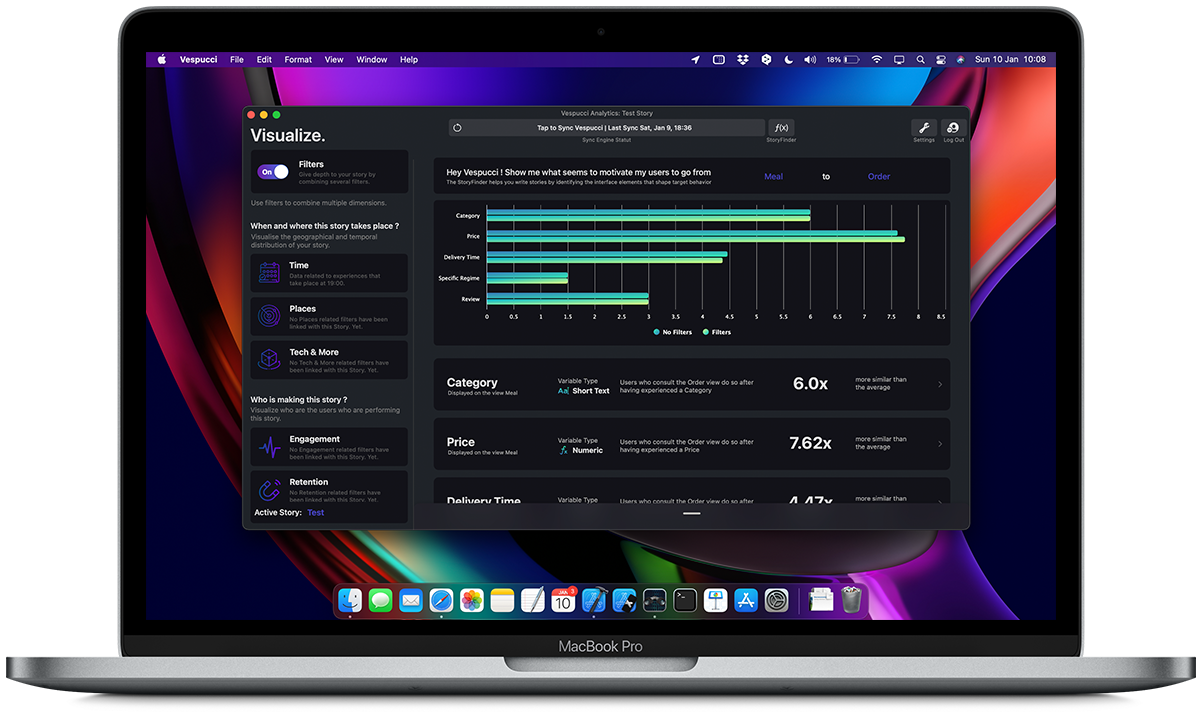 Vespucci File Edit Format View Window Help
18% Sun 10 Jan 10:08
Vespucci Analytics: Test Story
Visualize.
Tap to Sync Vespucci | Last Sync Sat, Jan 9, 18:36
Sync Engine Statut
ƒ(x)
StoryFinder
Settings
Log Out
On
Filters
Give depth to your story by
combining several filters.
Use filters to combine multiple dimensions.
When and where this story takes place ?
Visualise the geographical and temporal
distribution of your story.
Time
Data related to experiences that
take place at 19:00.
Places
No Places related filters have been
linked with this Story. Yet.
Tech & More
No Tech & More related filters have
been linked with this Story. Yet.
Who is making this story ?
Visualize who are the users who are performing
this story.
Engagement
No Engagement related filters have
been linked with this Story. Yet.
Retention
No Retention related filters have
been linked with this Story. Yet.
Active Story: Test
Hey Vespucci ! Show me what seems to motivate my users to go from
The StoryFinder helps you write stories by identifying the interface elements that shape target behavior
Meal to Order
Category
Price
Delivery Time
Specific Regime
Review
0 0.5 1 1.5 2 2.5 3 3.5 4 4.5 5 5.5 6 6.5 7 7.5 8 8.5
No Filters Filters
Category
Displayed on the view Meal
Variable Type
Aa Short Text
Users who consult the Order view do so after
having experienced a Category
6.0x
more similar than
the average
Price
Displayed on the view Meal
Variable Type
ƒx Numeric
Users who consult the Order view do so after
having experienced a Price
7.62x
more similar than
the average
Delivery Time
Variable Type
Users who consult the Order view do so after
4.47x
more similar than
JAN
10
3
MacBook Pro